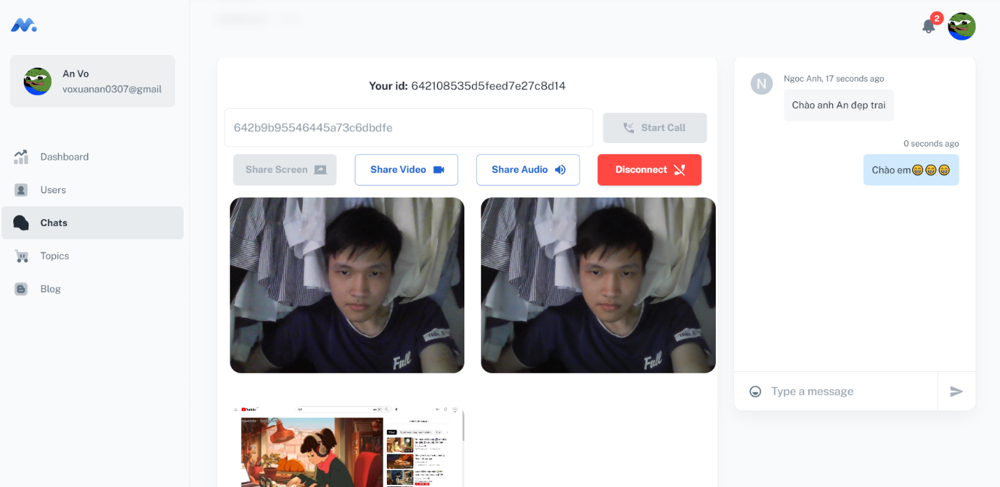 2
An Vo
voxuanan0307@gmail
Dashboard
Users
Chats
Topics
Blog
Your id: 642108535d5feed7e27c8d14
642b9b95546445a73c6dbdfe
Start Call
Share Screen
Share Video
Share Audio
Disconnect
Full
Full
YouTube
N
Ngoc Anh, 17 seconds ago
Chào anh An đẹp trai
0 seconds ago
Chào em😁😁😁
Type a message